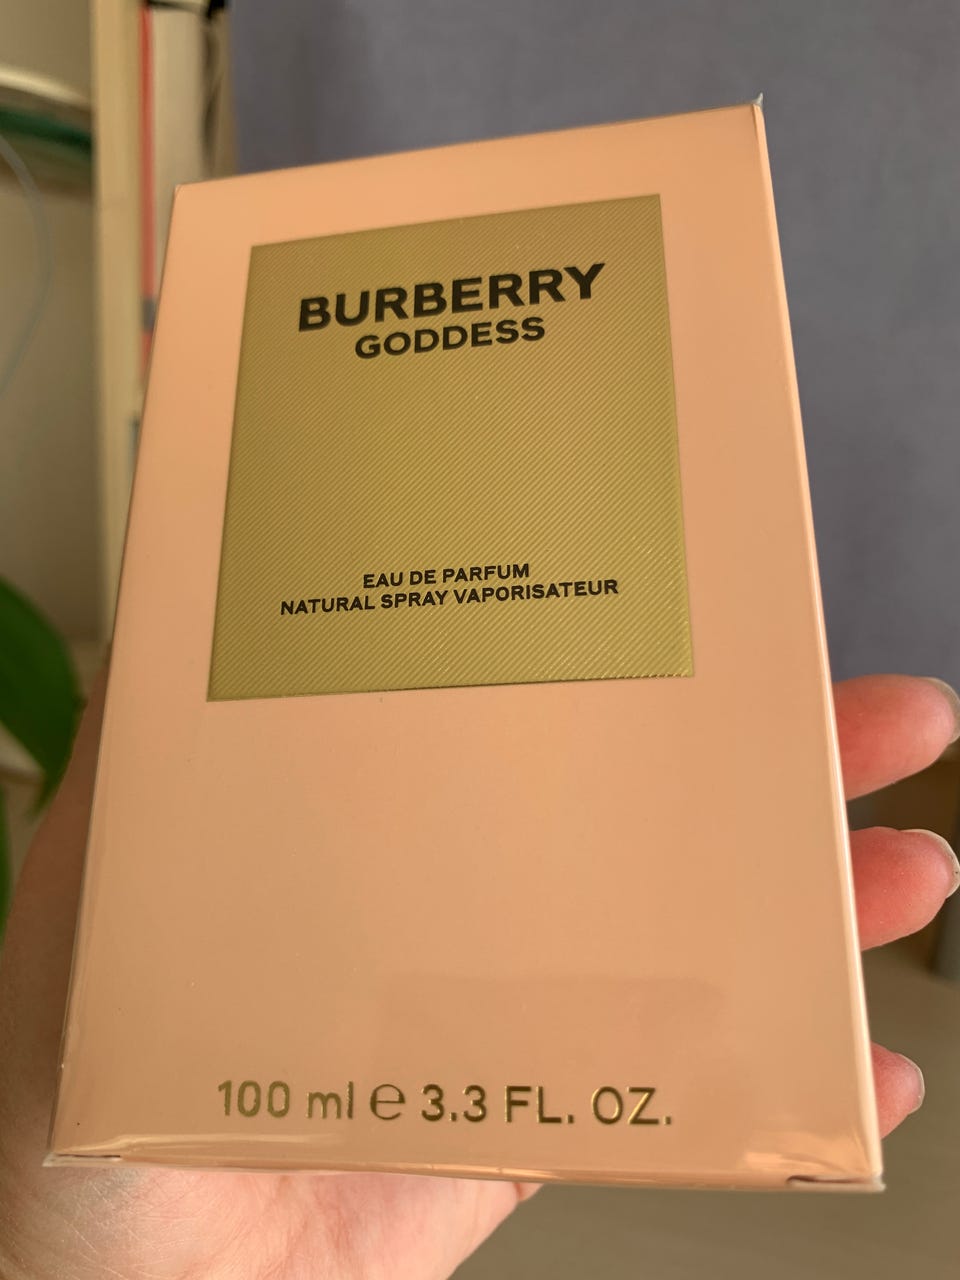 BURBERRY
GODDESS
EAU DE PARFUM
NATURAL SPRAY VAPORISATEUR
100 ml ℮ 3.3 FL. OZ.